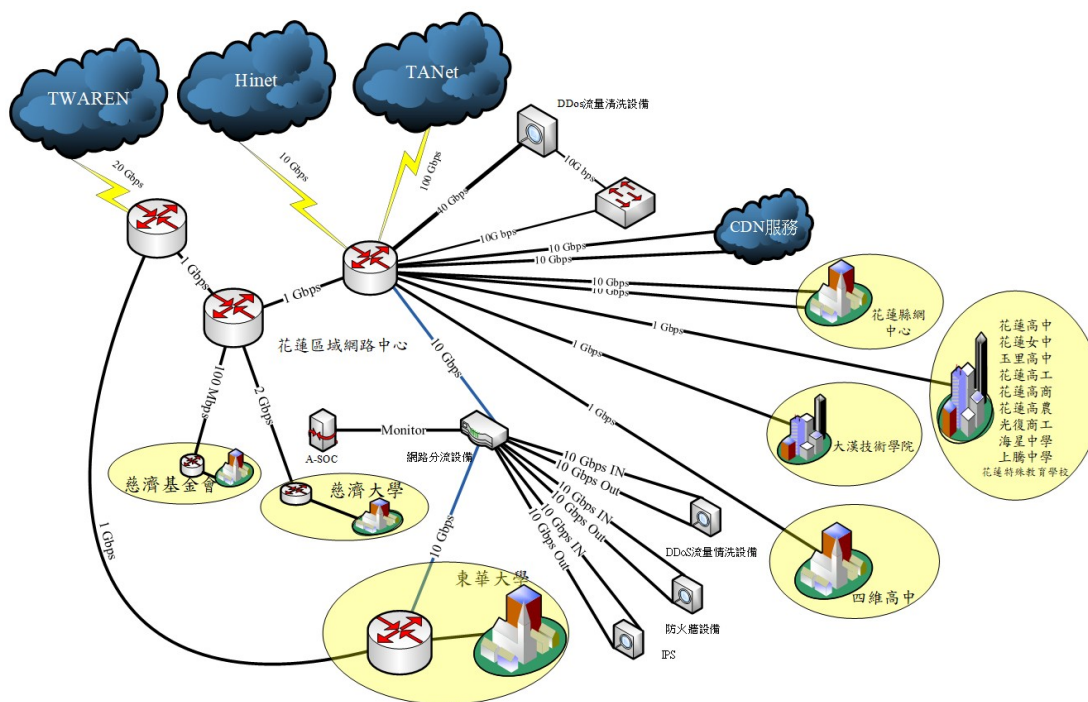 TWAREN
Hinet
TANet
DDos流量清洗設備
20 Gbps
10 Gbps
100 Gbps
40 Gbps
10G bps
10G bps
CDN服務
10 Gbps
10 Gbps
10 Gbps
10 Gbps
花蓮縣網
中心
1 Gbps
1 Gbps
花蓮區域網路中心
1 Gbps
花蓮高中
花蓮女中
玉里高中
花蓮高工
花蓮高商
花蓮高農
光復商工
海星中學
上騰中學
花蓮特殊教育學校
10 Gbps
1 Gbps
1 Gbps
大漢技術學院
100 Mbps
2 Gbps
A-SOC
Monitor
網路分流設備
慈濟基金會
慈濟大學
10 Gbps IN
10 Gbps Out
10 Gbps IN
10 Gbps Out
10 Gbps IN
10 Gbps Out
DDoS流量情洗設備
1 Gbps
10 Gbps
四維高中
東華大學
防火牆設備
IPS